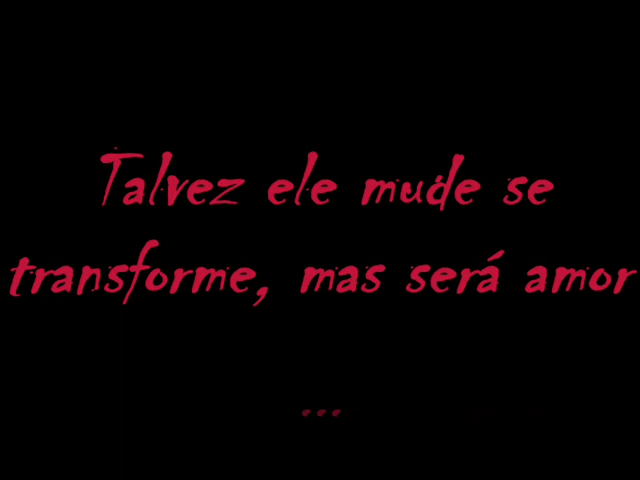 Talvez ele mude se
transforme, mas será amor
...